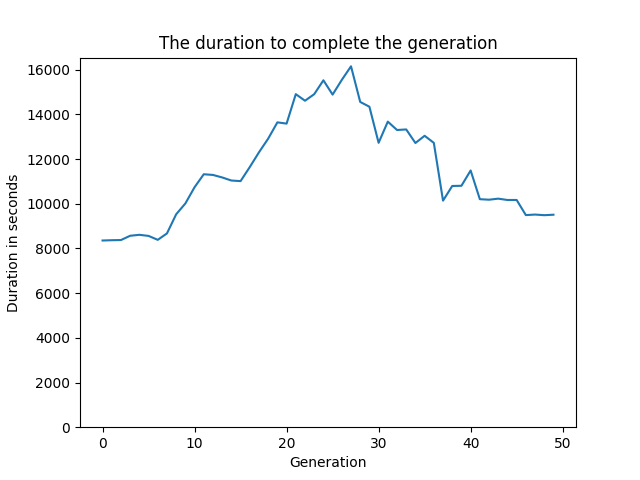 The duration to complete the generation
16000
14000
12000
10000
8000
6000
4000
2000
0
Duration in seconds
0 10 20 30 40 50
Generation